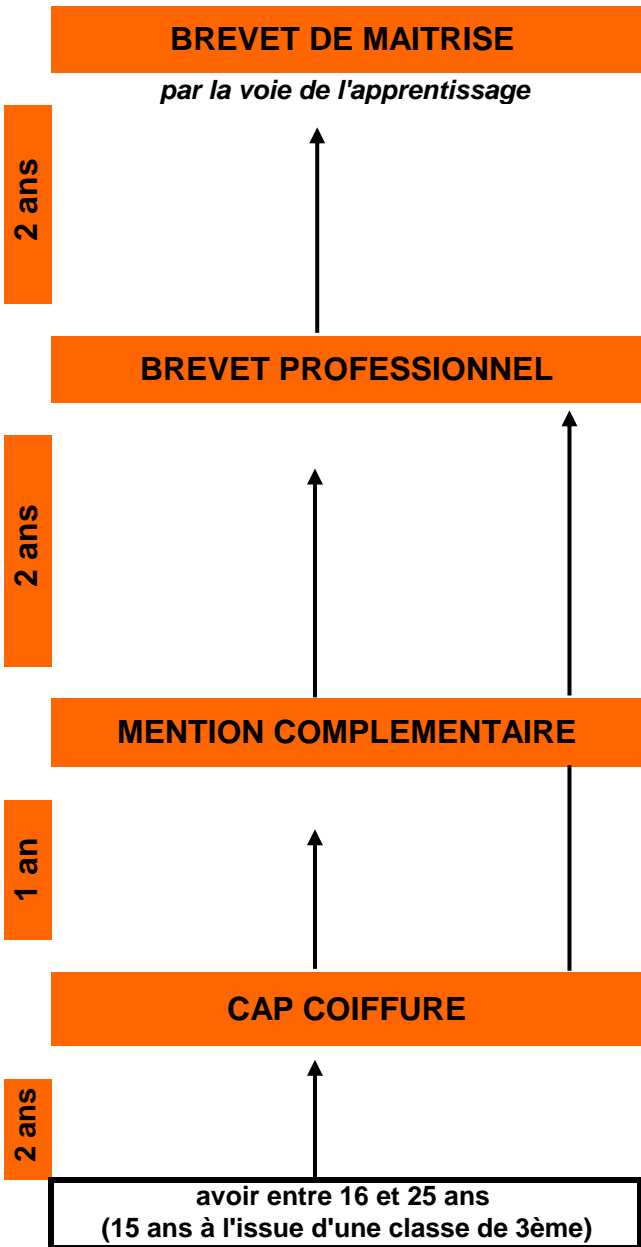 BREVET DE MAITRISE
par la voie de l'apprentissage
2 ans
BREVET PROFESSIONNEL
2 ans
MENTION COMPLEMENTAIRE
1 an
CAP COIFFURE
2 ans
avoir entre 16 et 25 ans
(15 ans à l'issue d'une classe de 3ème)